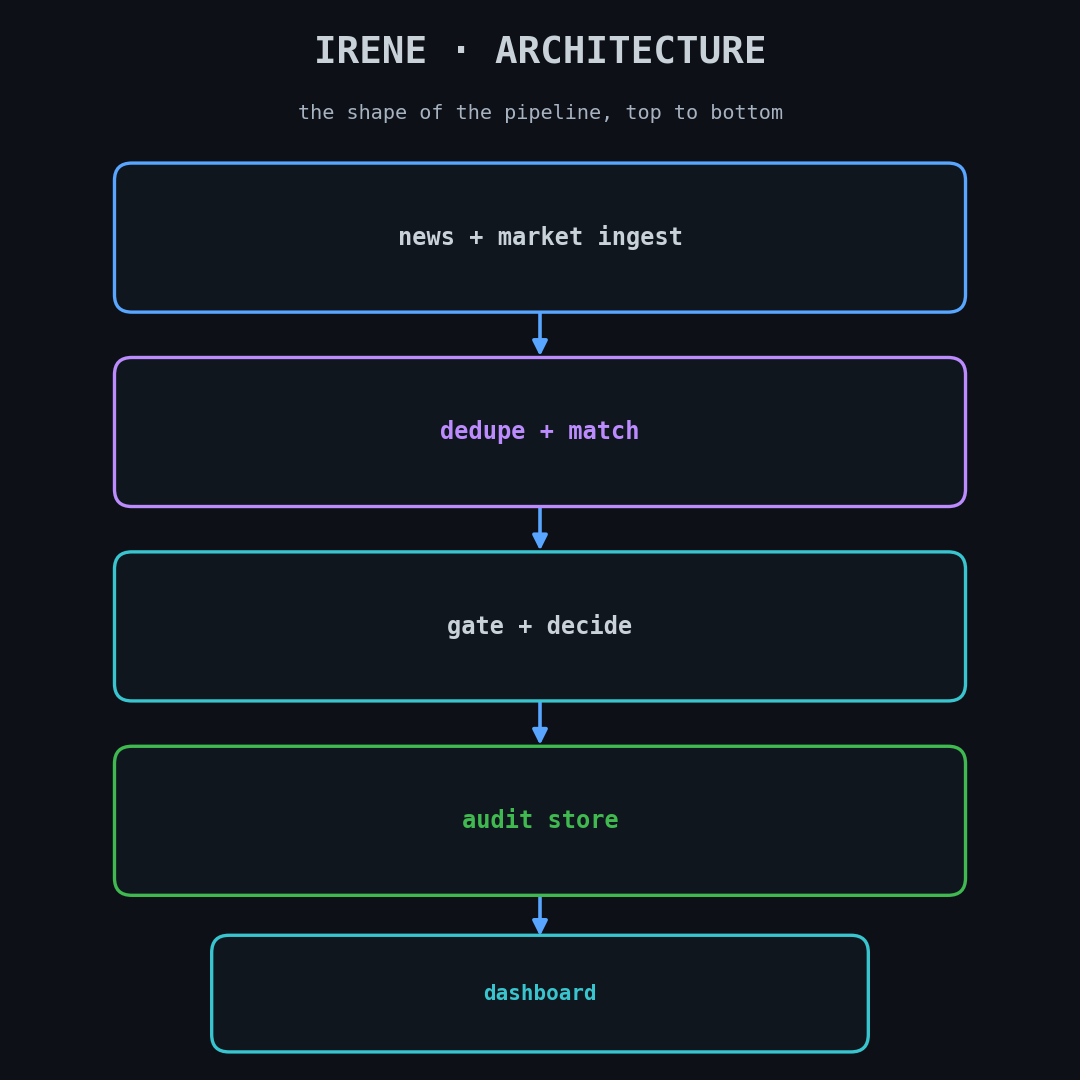 IRENE · ARCHITECTURE
the shape of the pipeline, top to bottom
news + market ingest
dedupe + match
gate + decide
audit store
dashboard